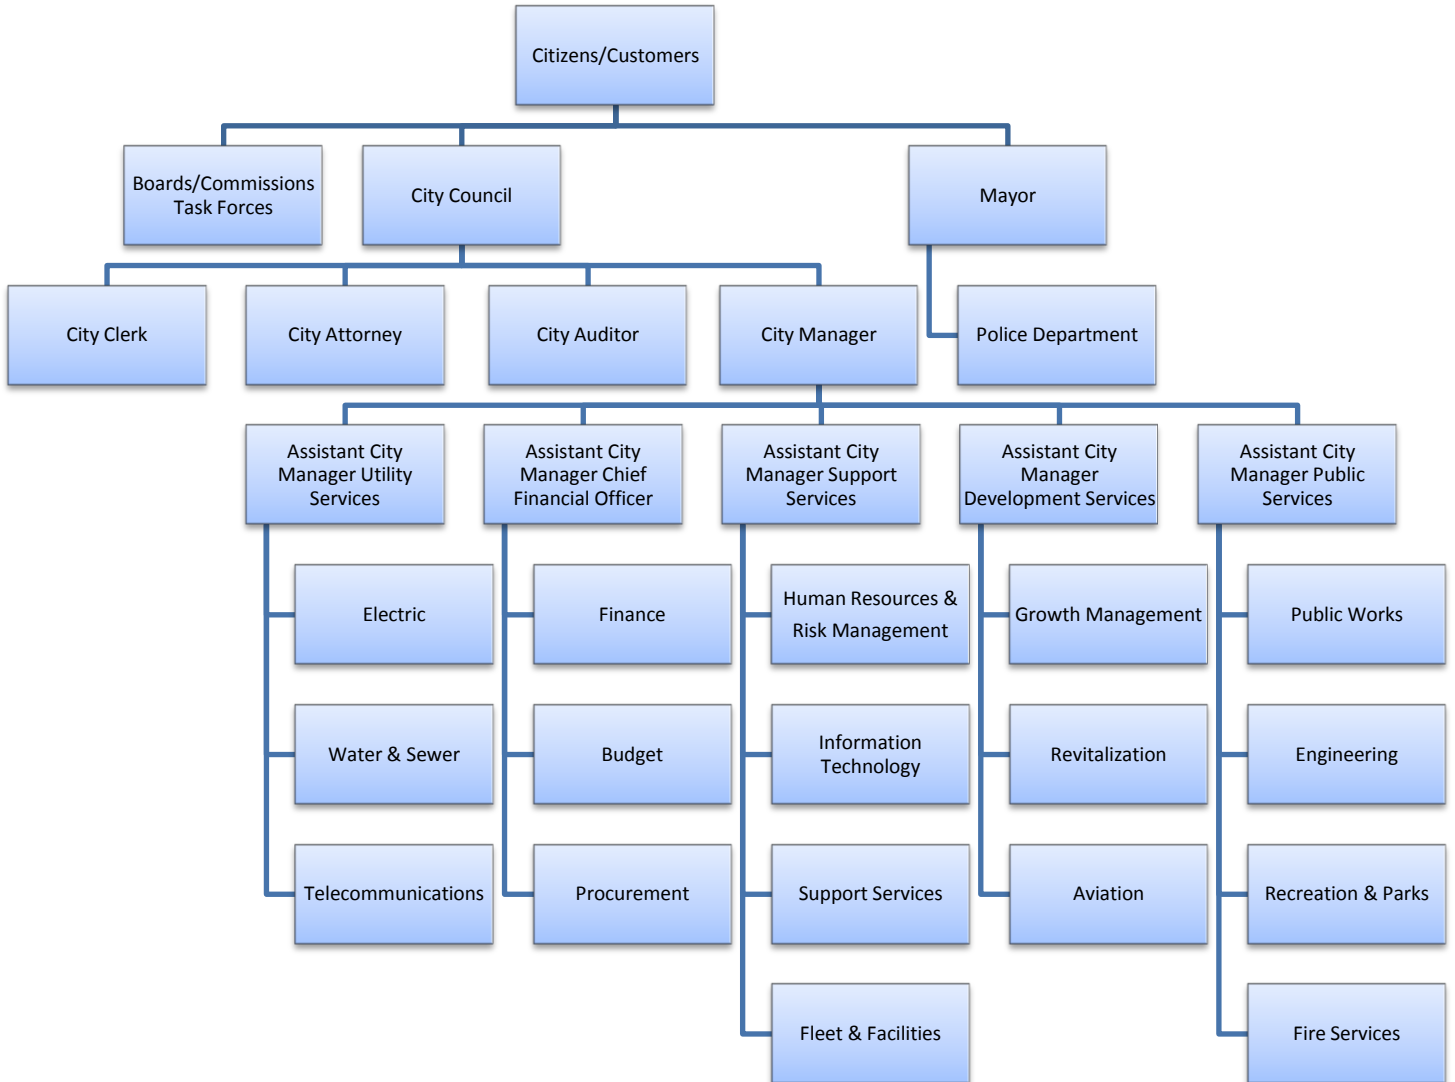 Citizens/Customers
Boards/Commissions
Task Forces
City Council
Mayor
City Clerk
City Attorney
City Auditor
City Manager
Police Department
Assistant City
Manager Utility
Services
Assistant City
Manager Chief
Financial Officer
Assistant City
Manager Support
Services
Assistant City
Manager
Development Services
Assistant City
Manager Public
Services
Electric
Finance
Human Resources &
Risk Management
Growth Management
Public Works
Water & Sewer
Budget
Information
Technology
Revitalization
Engineering
Telecommunications
Procurement
Support Services
Aviation
Recreation & Parks
Fleet & Facilities
Fire Services